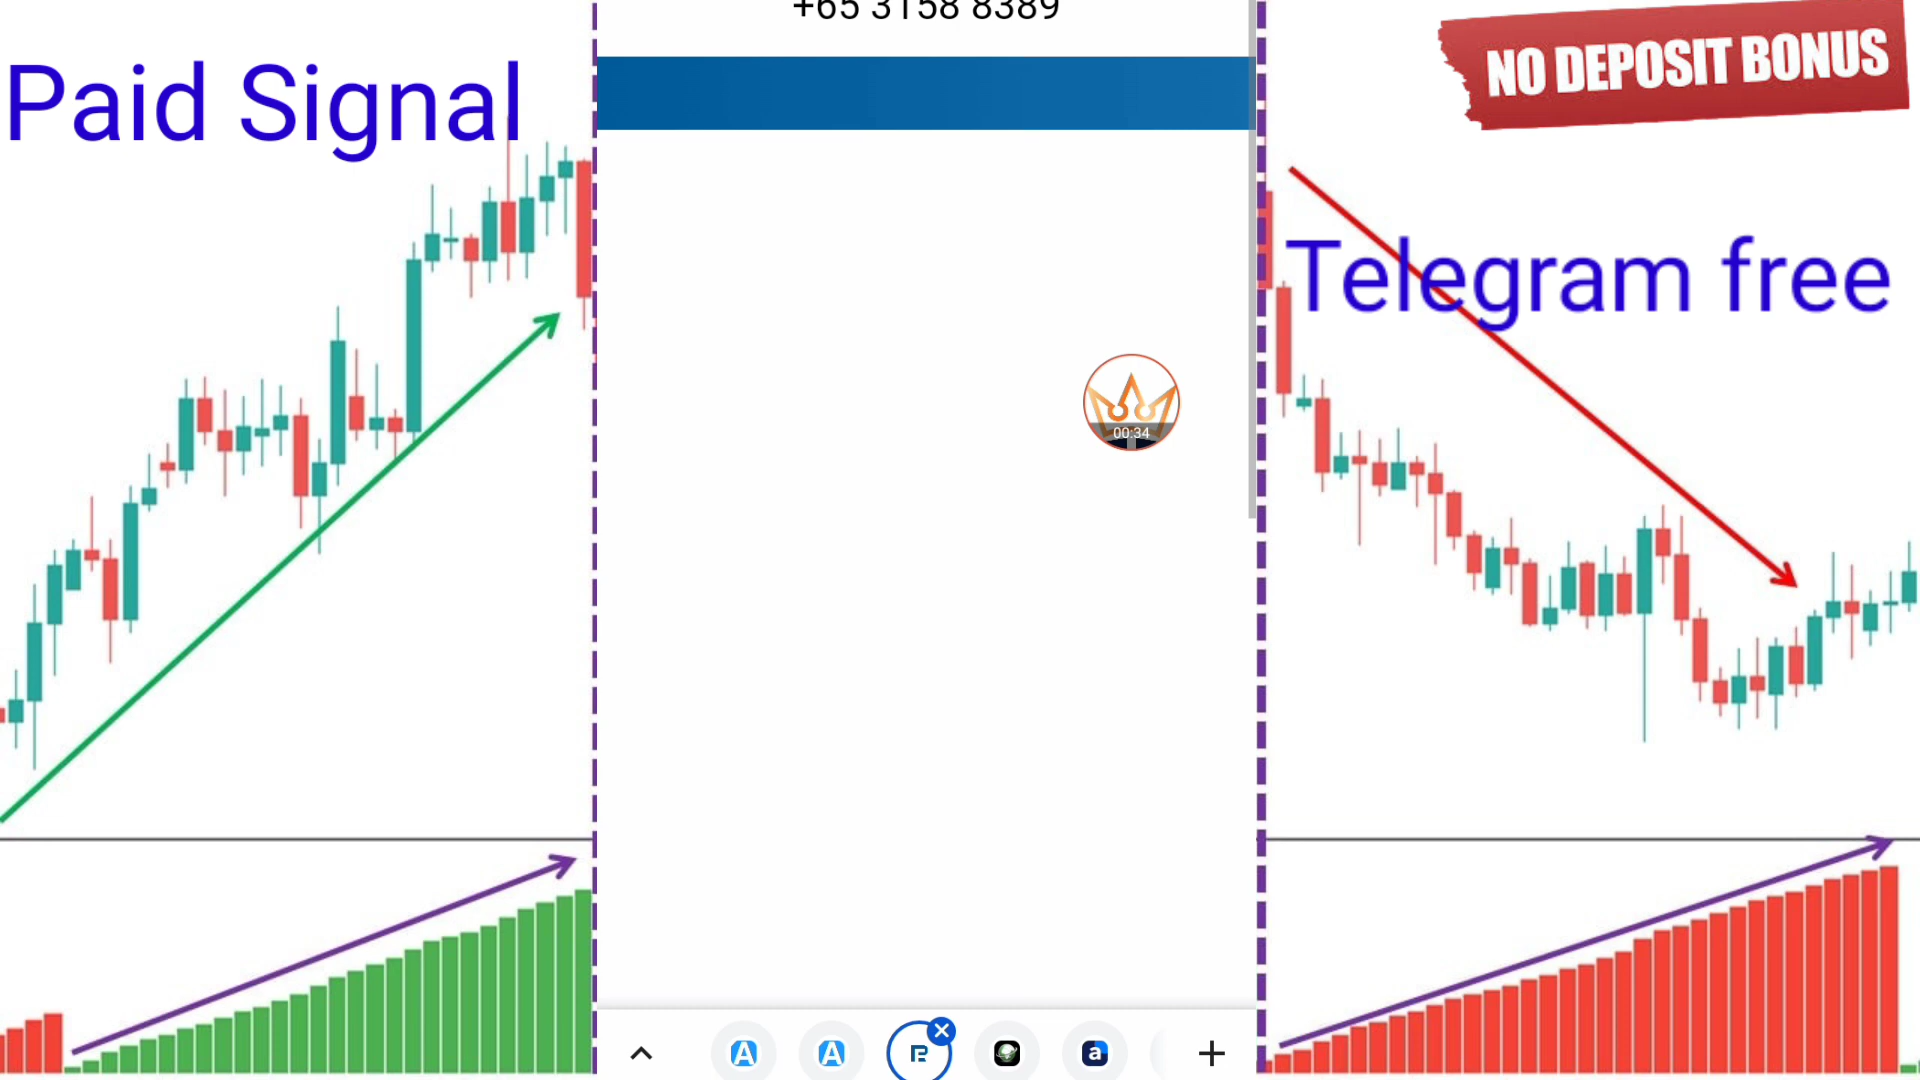 +65 3158 8389
Paid Signal
NO DEPOSIT BONUS
Telegram free
00:34